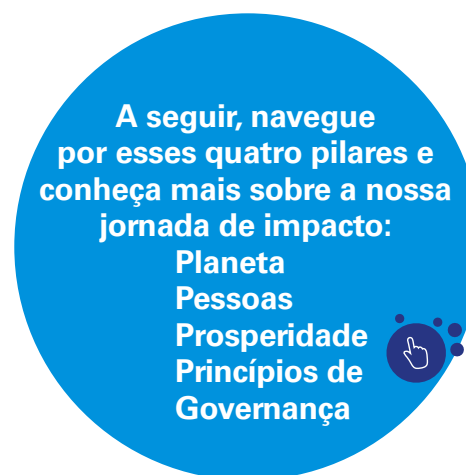 A seguir, navegue
por esses quatro pilares e
conheça mais sobre a nossa
jornada de impacto:
Planeta
Pessoas
Prosperidade
Princípios de
Governança